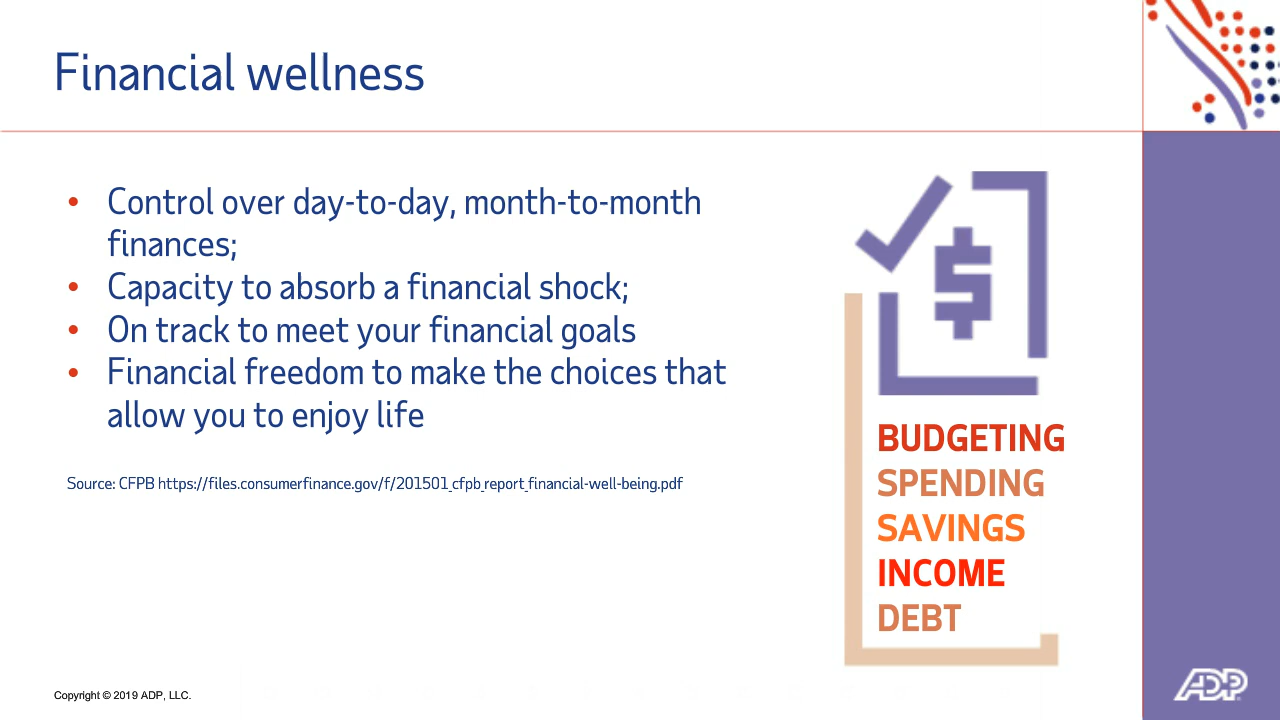 Financial wellness
• Control over day-to-day, month-to-month
finances;
• Capacity to absorb a financial shock;
• On track to meet your financial goals
• Financial freedom to make the choices that
allow you to enjoy life
Source: CFPB https://files.consumerfinance.gov/f/201501_cfpb_report_financial-well-being.pdf
$
BUDGETING
SPENDING
SAVINGS
INCOME
DEBT
Copyright © 2019 ADP, LLC.
ADP